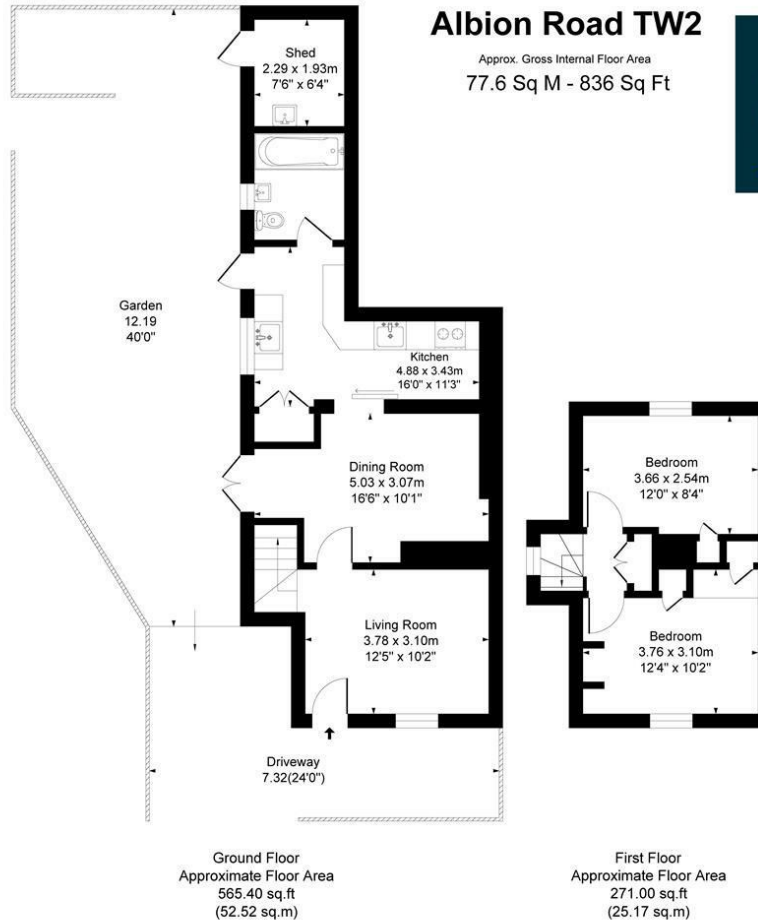 Albion Road TW2
Approx. Gross Internal Floor Area
77.6 Sq M - 836 Sq Ft
Shed
2.29 x 1.93m
7'6" x 6'4"
Garden
12.19
40'0"
Kitchen
4.88 x 3.43m
16'0" x 11'3"
Dining Room
5.03 x 3.07m
16'6" x 10'1"
Living Room
3.78 x 3.10m
12'5" x 10'2"
Driveway
7.32(24'0")
Bedroom
3.66 x 2.54m
12'0" x 8'4"
Bedroom
3.76 x 3.10m
12'4" x 10'2"
Ground Floor
Approximate Floor Area
565.40 sq.ft
(52.52 sq.m)
First Floor
Approximate Floor Area
271.00 sq.ft
(25.17 sq.m)